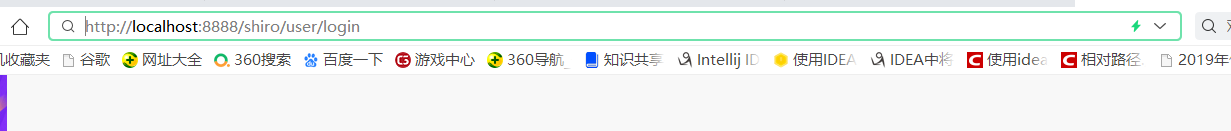 http://localhost:8888/shiro/user/login
收藏夹 谷歌 网址大全 360搜索 百度一下 游戏中心 360导航_ 知识共享 Intellij ID 使用IDEA IDEA中将 使用idea 相对路径 2019年